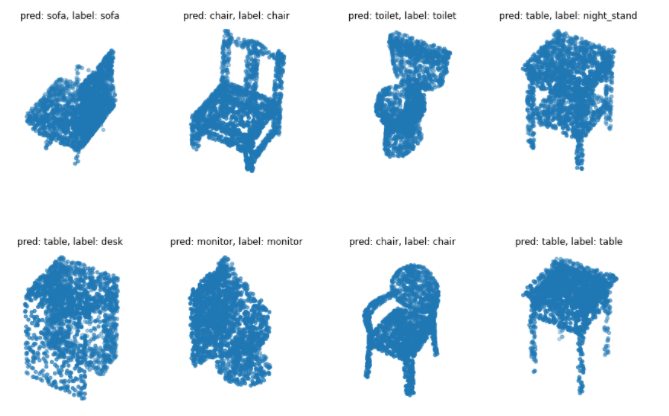 pred: sofa, label: sofa
pred: chair, label: chair
pred: toilet, label: toilet
pred: table, label: night_stand
pred: table, label: desk
pred: monitor, label: monitor
pred: chair, label: chair
pred: table, label: table